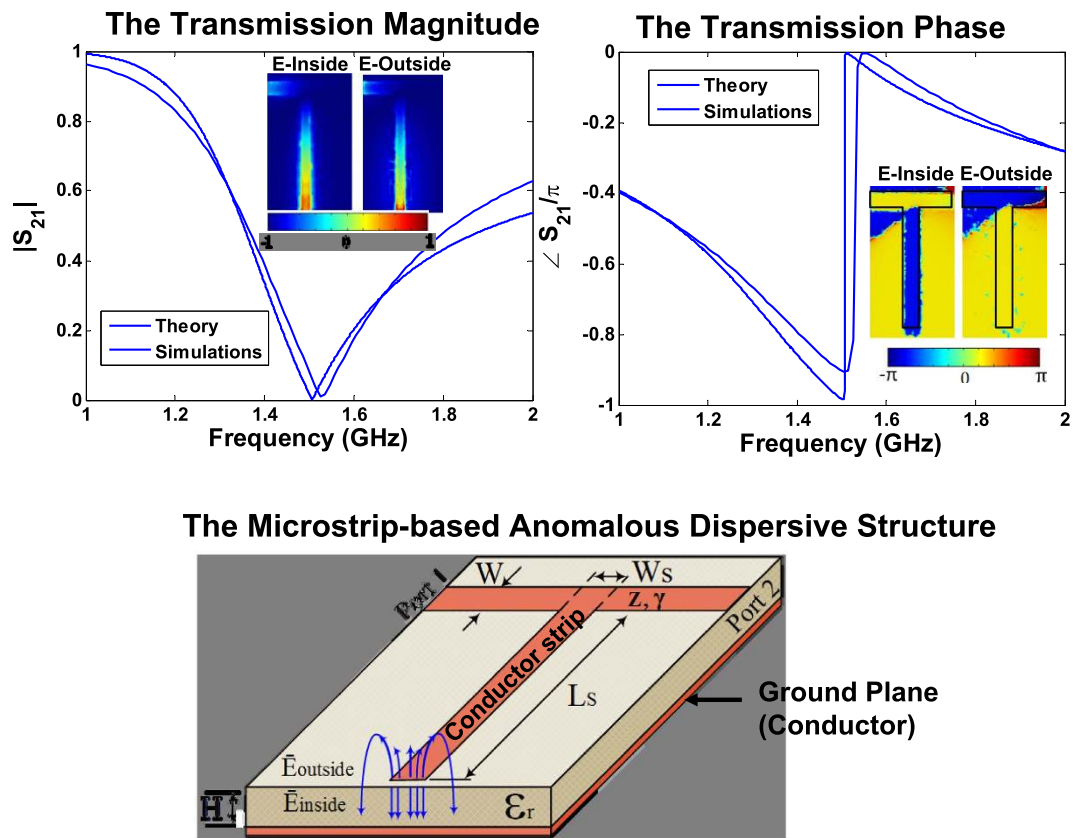 The Transmission Magnitude
1
0.8
0.6
0.4
0.2
0
|S21|
E-Inside E-Outside
-1 0 1
Theory
Simulations
1 1.2 1.4 1.6 1.8 2
Frequency (GHz)
The Transmission Phase
0
-0.2
-0.4
-0.6
-0.8
-1
∠ S21/π
Theory
Simulations
E-Inside E-Outside
-π 0 π
1 1.2 1.4 1.6 1.8 2
Frequency (GHz)
The Microstrip-based Anomalous Dispersive Structure
Port 1
W
Ws
z, γ
Port 2
Conductor strip
Ls
Ground Plane
(Conductor)
Ēoutside
Ēinside
H
εr